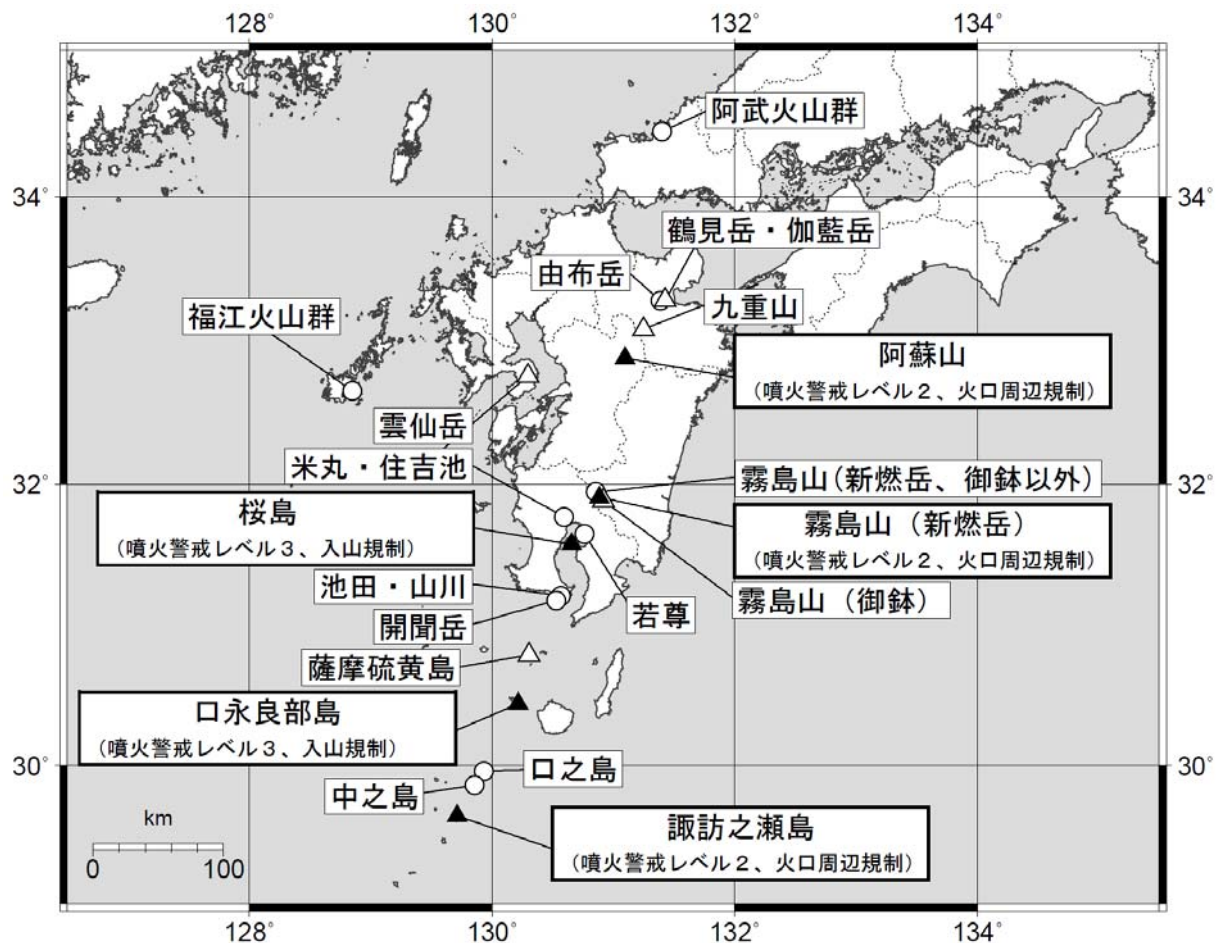 128°
130°
132°
134°
阿武火山群
34°
34°
鶴見岳・伽藍岳
由布岳
九重山
福江火山群
阿蘇山
（噴火警戒レベル２、火口周辺規制）
雲仙岳
米丸・住吉池
32°
霧島山（新燃岳、御鉢以外）
32°
桜島
（噴火警戒レベル３、入山規制）
霧島山（新燃岳）
（噴火警戒レベル２、火口周辺規制）
池田・山川
霧島山（御鉢）
開聞岳
若尊
薩摩硫黄島
口永良部島
（噴火警戒レベル３、入山規制）
30°
30°
口之島
中之島
諏訪之瀬島
（噴火警戒レベル２、火口周辺規制）
km
0
100
128°
130°
132°
134°